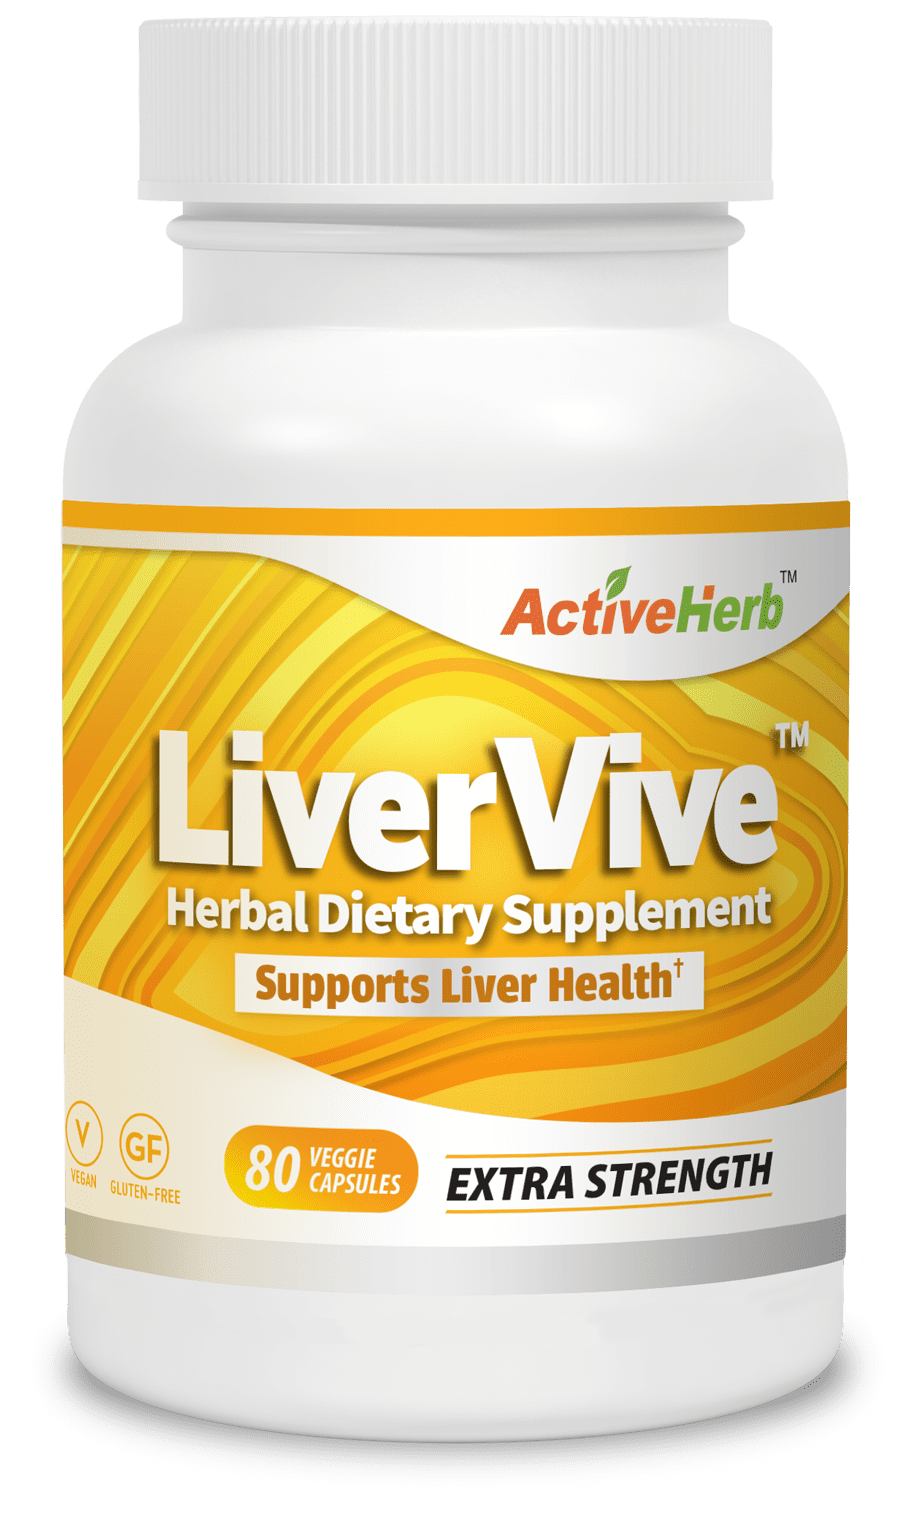 ActiveHerb™
LiverVive™
Herbal Dietary Supplement
Supports Liver Health†
V
VEGAN
GF
GLUTEN-FREE
80 VEGGIE
CAPSULES
EXTRA STRENGTH